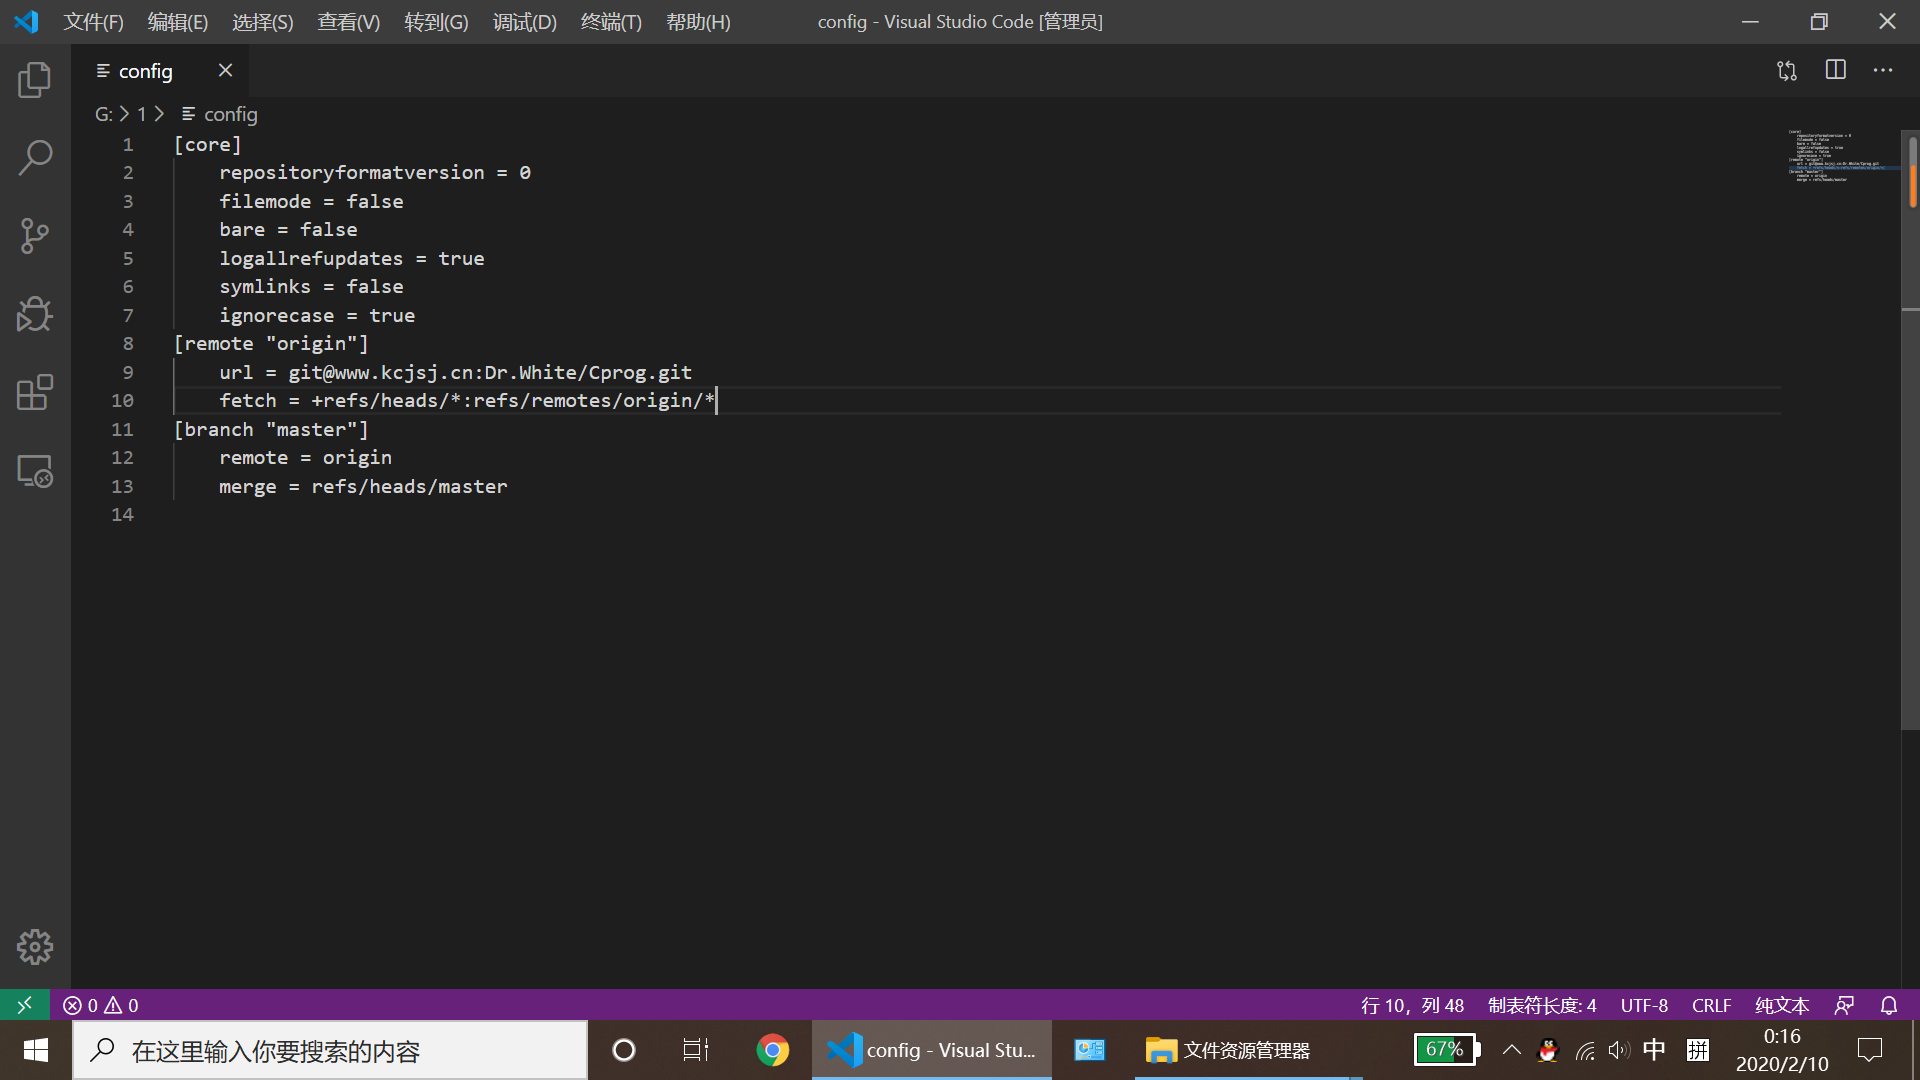 文件(F) 编辑(E) 选择(S) 查看(V) 转到(G) 调试(D) 终端(T) 帮助(H) config - Visual Studio Code [管理员]
config
G: 1 config
1 [core]
2 repositoryformatversion = 0
3 filemode = false
4 bare = false
5 logallrefupdates = true
6 symlinks = false
7 ignorecase = true
8 [remote "origin"]
9 url = git@www.kcjsj.cn:Dr.White/Cprog.git
10 fetch = +refs/heads/*:refs/remotes/origin/*
11 [branch "master"]
12 remote = origin
13 merge = refs/heads/master
14
0 0 行 10，列 48 制表符长度: 4 UTF-8 CRLF 纯文本
在这里输入你要搜索的内容 config - Visual Stu... 文件资源管理器 67% 中 拼 0:16
2020/2/10